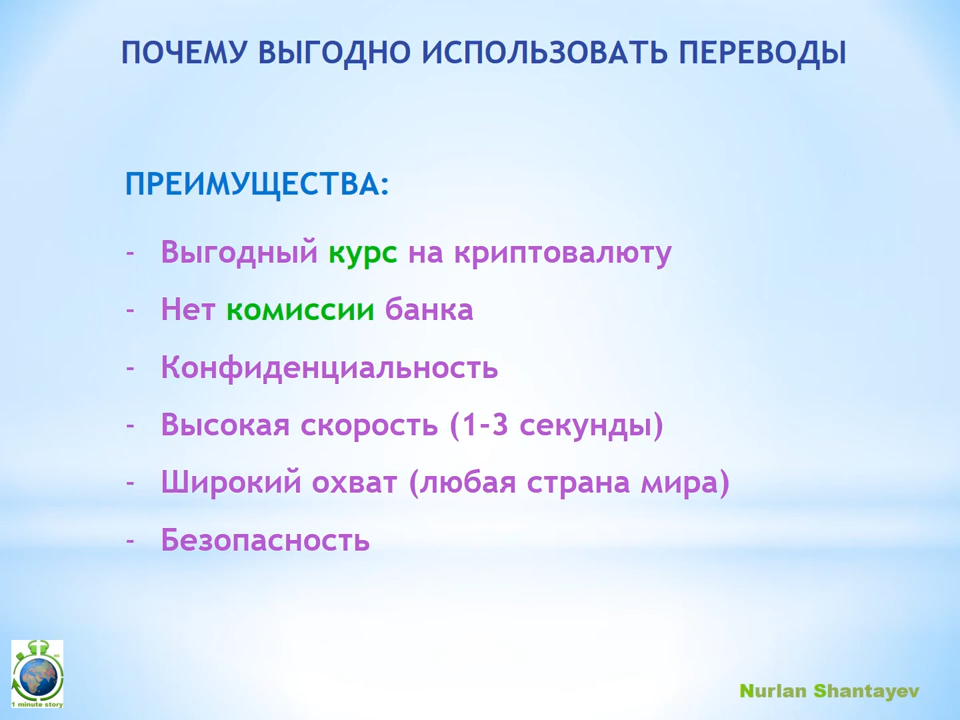 ПОЧЕМУ ВЫГОДНО ИСПОЛЬЗОВАТЬ ПЕРЕВОДЫ
ПРЕИМУЩЕСТВА:
- Выгодный курс на криптовалюту
- Нет комиссии банка
- Конфиденциальность
- Высокая скорость (1-3 секунды)
- Широкий охват (любая страна мира)
- Безопасность
1 minute story
Nurlan Shantayev